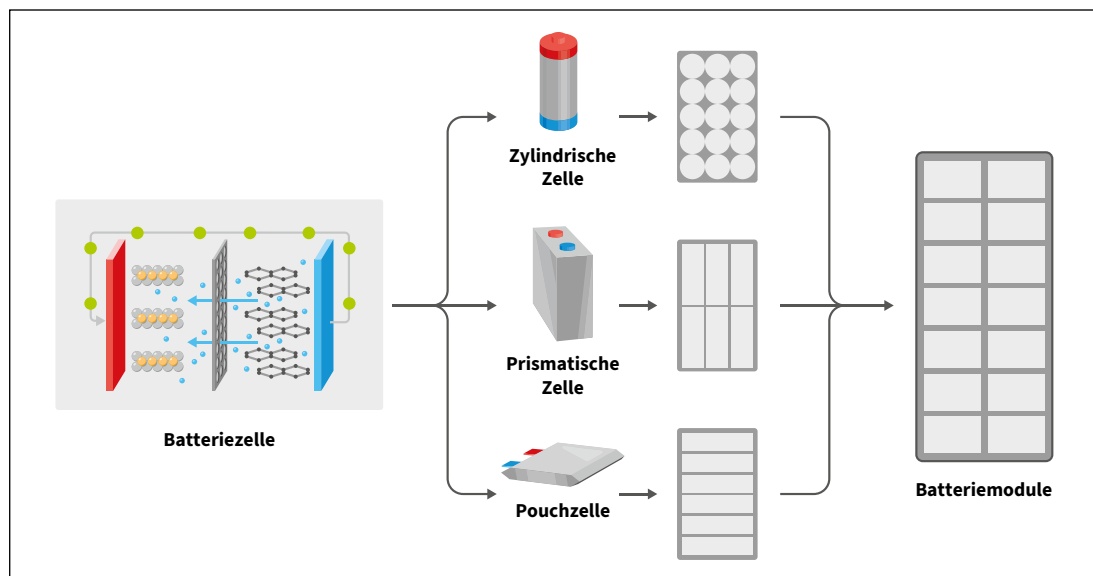 Zylindrische
Zelle
Prismatische
Zelle
Batteriezelle
Pouchzelle
Batteriemodule